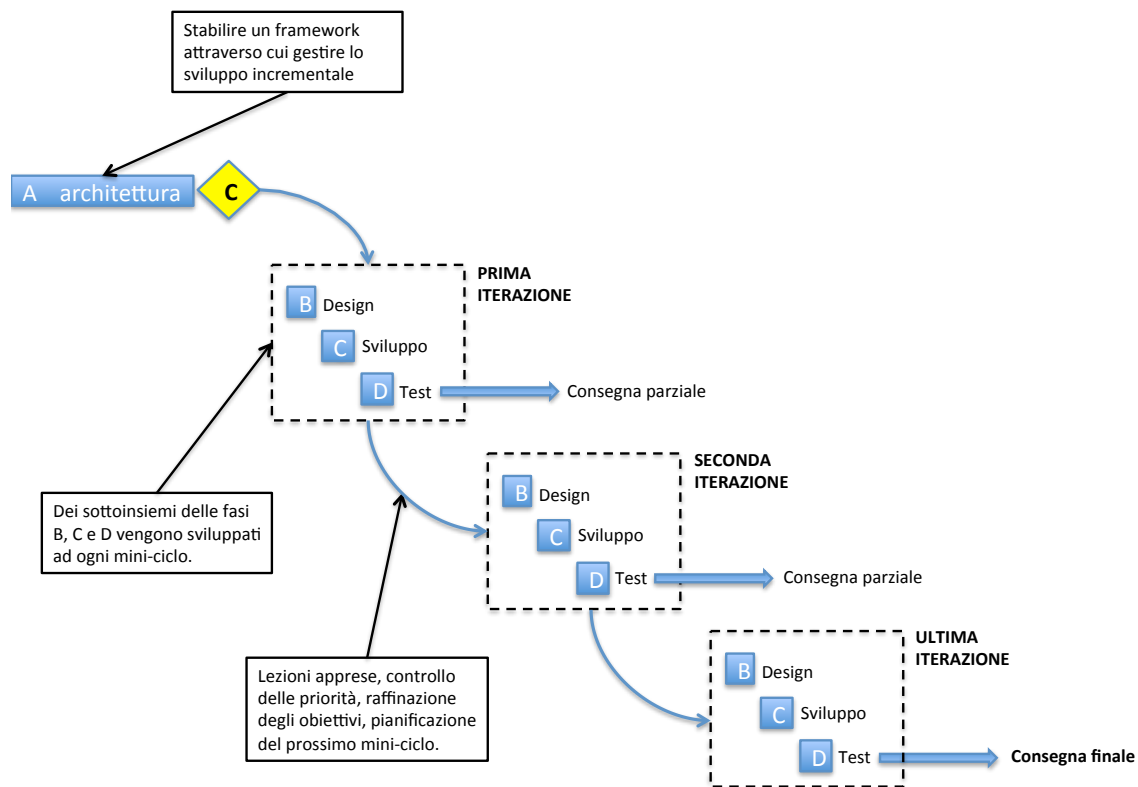 Stabilire un framework
attraverso cui gestire lo
sviluppo incrementale
A architettura
C
PRIMA
ITERAZIONE
B Design
C Sviluppo
D Test
Consegna parziale
SECONDA
ITERAZIONE
B Design
C Sviluppo
D Test
Consegna parziale
Dei sottoinsiemi delle fasi
B, C e D vengono sviluppati
ad ogni mini-ciclo.
ULTIMA
ITERAZIONE
B Design
C Sviluppo
D Test
Consegna finale
Lezioni apprese, controllo
delle priorità, raffinazione
degli obiettivi, pianificazione
del prossimo mini-ciclo.